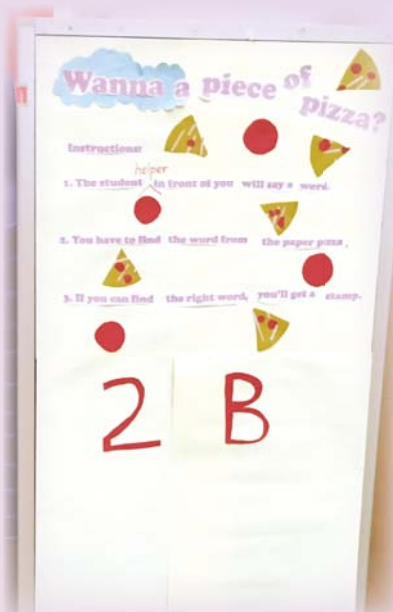 Wanna a piece of pizza?
Instructions:
helper
1. The student in front of you will say a word.
2. You have to find the word from the paper pizza.
3. If you can find the right word, you'll get a stamp.
2 B